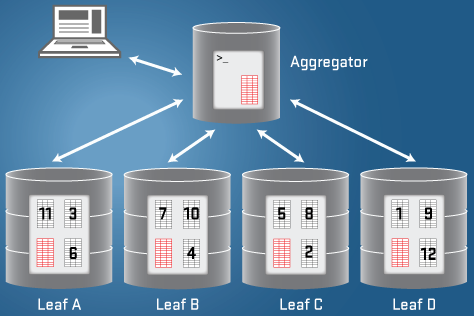 >_
Aggregator
11 3
6
7 10
4
5 8
2
1 9
12
Leaf A
Leaf B
Leaf C
Leaf D